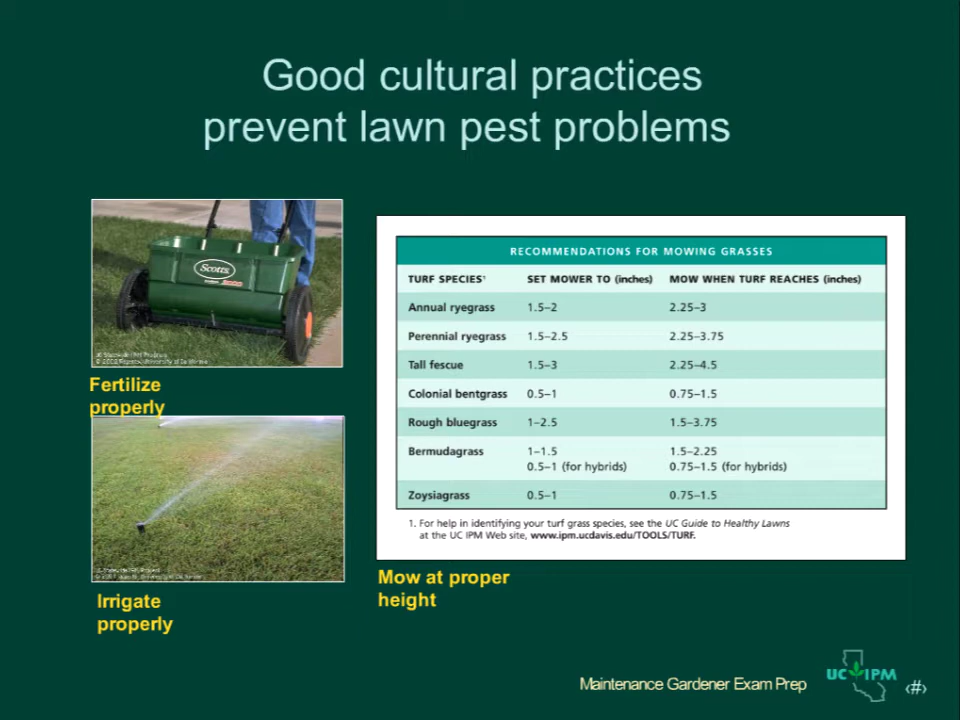 Good cultural practices
prevent lawn pest problems
Scotts
Fertilize
properly
Irrigate
properly
RECOMMENDATIONS FOR MOWING GRASSES
TURF SPECIES¹ SET MOWER TO (inches) MOW WHEN TURF REACHES (inches)
Annual ryegrass 1.5–2 2.25–3
Perennial ryegrass 1.5–2.5 2.25–3.75
Tall fescue 1.5–3 2.25–4.5
Colonial bentgrass 0.5–1 0.75–1.5
Rough bluegrass 1–2.5 1.5–3.75
Bermudagrass 1–1.5 1.5–2.25
0.5–1 (for hybrids) 0.75–1.5 (for hybrids)
Zoysiagrass 0.5–1 0.75–1.5
1. For help in identifying your turf grass species, see the UC Guide to Healthy Lawns
at the UC IPM Web site, www.ipm.ucdavis.edu/TOOLS/TURF.
Mow at proper
height
Maintenance Gardener Exam Prep
UC IPM
‹#›